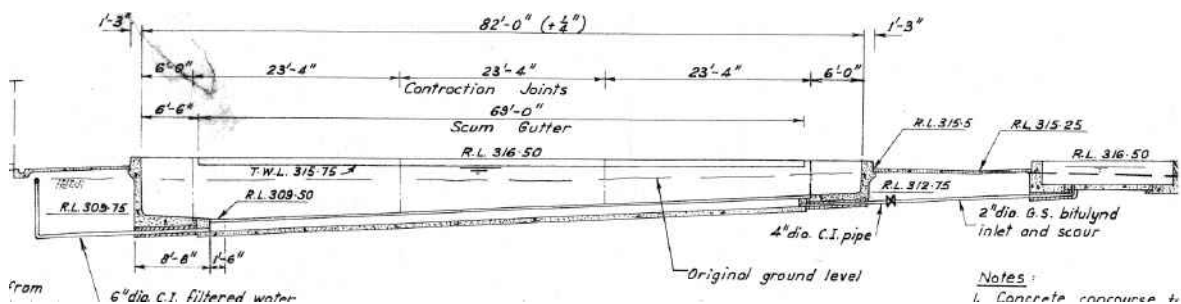 82'-0" (+¼")
1'-3"
1'-3"
6'-0"
23'-4"
23'-4"
23'-4"
6'-0"
Contraction Joints
6'-6"
69'-0"
Scum Gutter
R.L. 316.50
R.L. 315.5
R.L. 315.25
R.L. 316.50
T.W.L. 315.75
R.L. 309.75
R.L. 309.50
R.L. 312.75
8'-8"
1'-6"
4" dia. C.I. pipe
2" dia. G.S. bitulynd
inlet and scour
Original ground level
from
6" dia. C.I. filtered water
Notes:
1. Concrete concourse